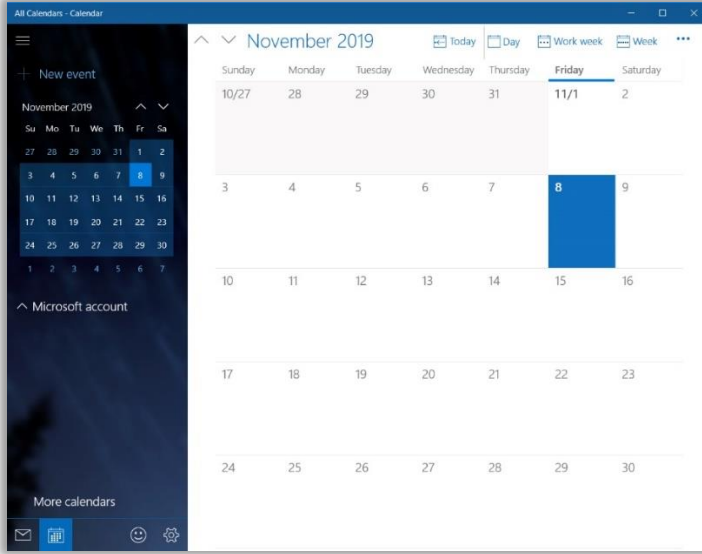 All Calendars - Calendar
New event
November 2019
Su Mo Tu We Th Fr Sa
27 28 29 30 31 1 2
3 4 5 6 7 8 9
10 11 12 13 14 15 16
17 18 19 20 21 22 23
24 25 26 27 28 29 30
1 2 3 4 5 6 7
Microsoft account
More calendars
November 2019 Today Day Work week Week
Sunday Monday Tuesday Wednesday Thursday Friday Saturday
10/27 28 29 30 31 11/1 2
3 4 5 6 7 8 9
10 11 12 13 14 15 16
17 18 19 20 21 22 23
24 25 26 27 28 29 30